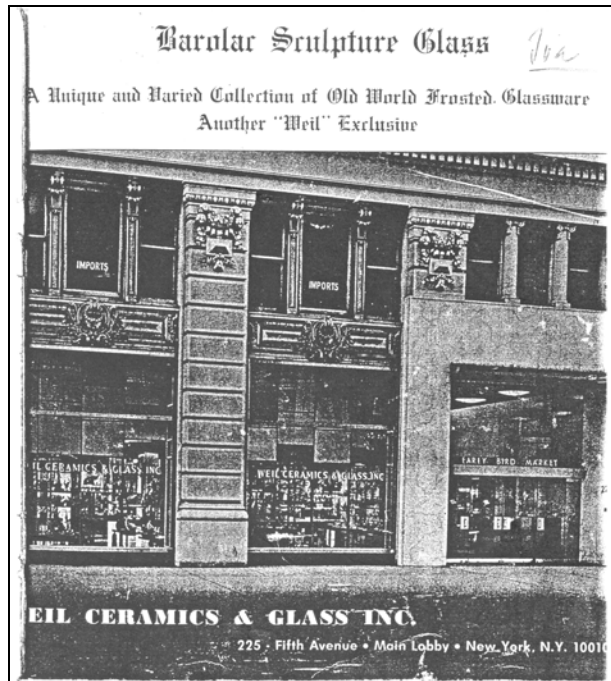 Barolac Sculpture Glass
A Unique and Varied Collection of Old World Frosted Glassware
Another "Weil" Exclusive
IMPORTS
IMPORTS
EIL CERAMICS & GLASS INC
WEIL CERAMICS & GLASS INC
EARLY BIRD MARKET
EIL CERAMICS & GLASS INC.
225 - Fifth Avenue • Main Lobby • New York, N.Y. 10010